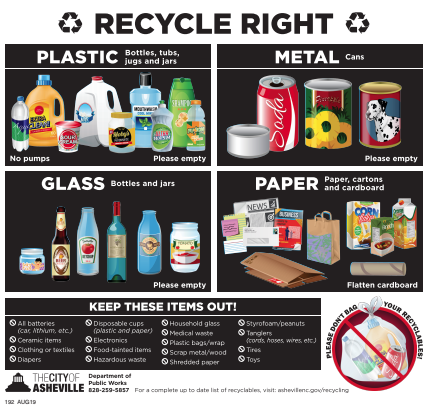 RECYCLE RIGHT
PLASTIC Bottles, tubs,
jugs and jars
No pumps
Please empty
METAL Cans
Soda
Please empty
GLASS Bottles and jars
Please empty
PAPER Paper, cartons
and cardboard
NEWS
BUSINESS
CORN
Flatten cardboard
KEEP THESE ITEMS OUT!
All batteries
(car, lithium, etc.)
Ceramic items
Clothing or textiles
Diapers
Disposable cups
(plastic and paper)
Electronics
Food-tainted items
Hazardous waste
Household glass
Medical waste
Plastic bags/wrap
Scrap metal/wood
Shredded paper
Styrofoam/peanuts
Tanglers
(cords, hoses, wires, etc.)
Tires
Toys
PLEASE DON'T BAG YOUR RECYCLABLES!
THE CITY OF
ASHEVILLE
Department of
Public Works
828-259-5857
For a complete up to date list of recyclables, visit: ashevillenc.gov/recycling
192 AUG19